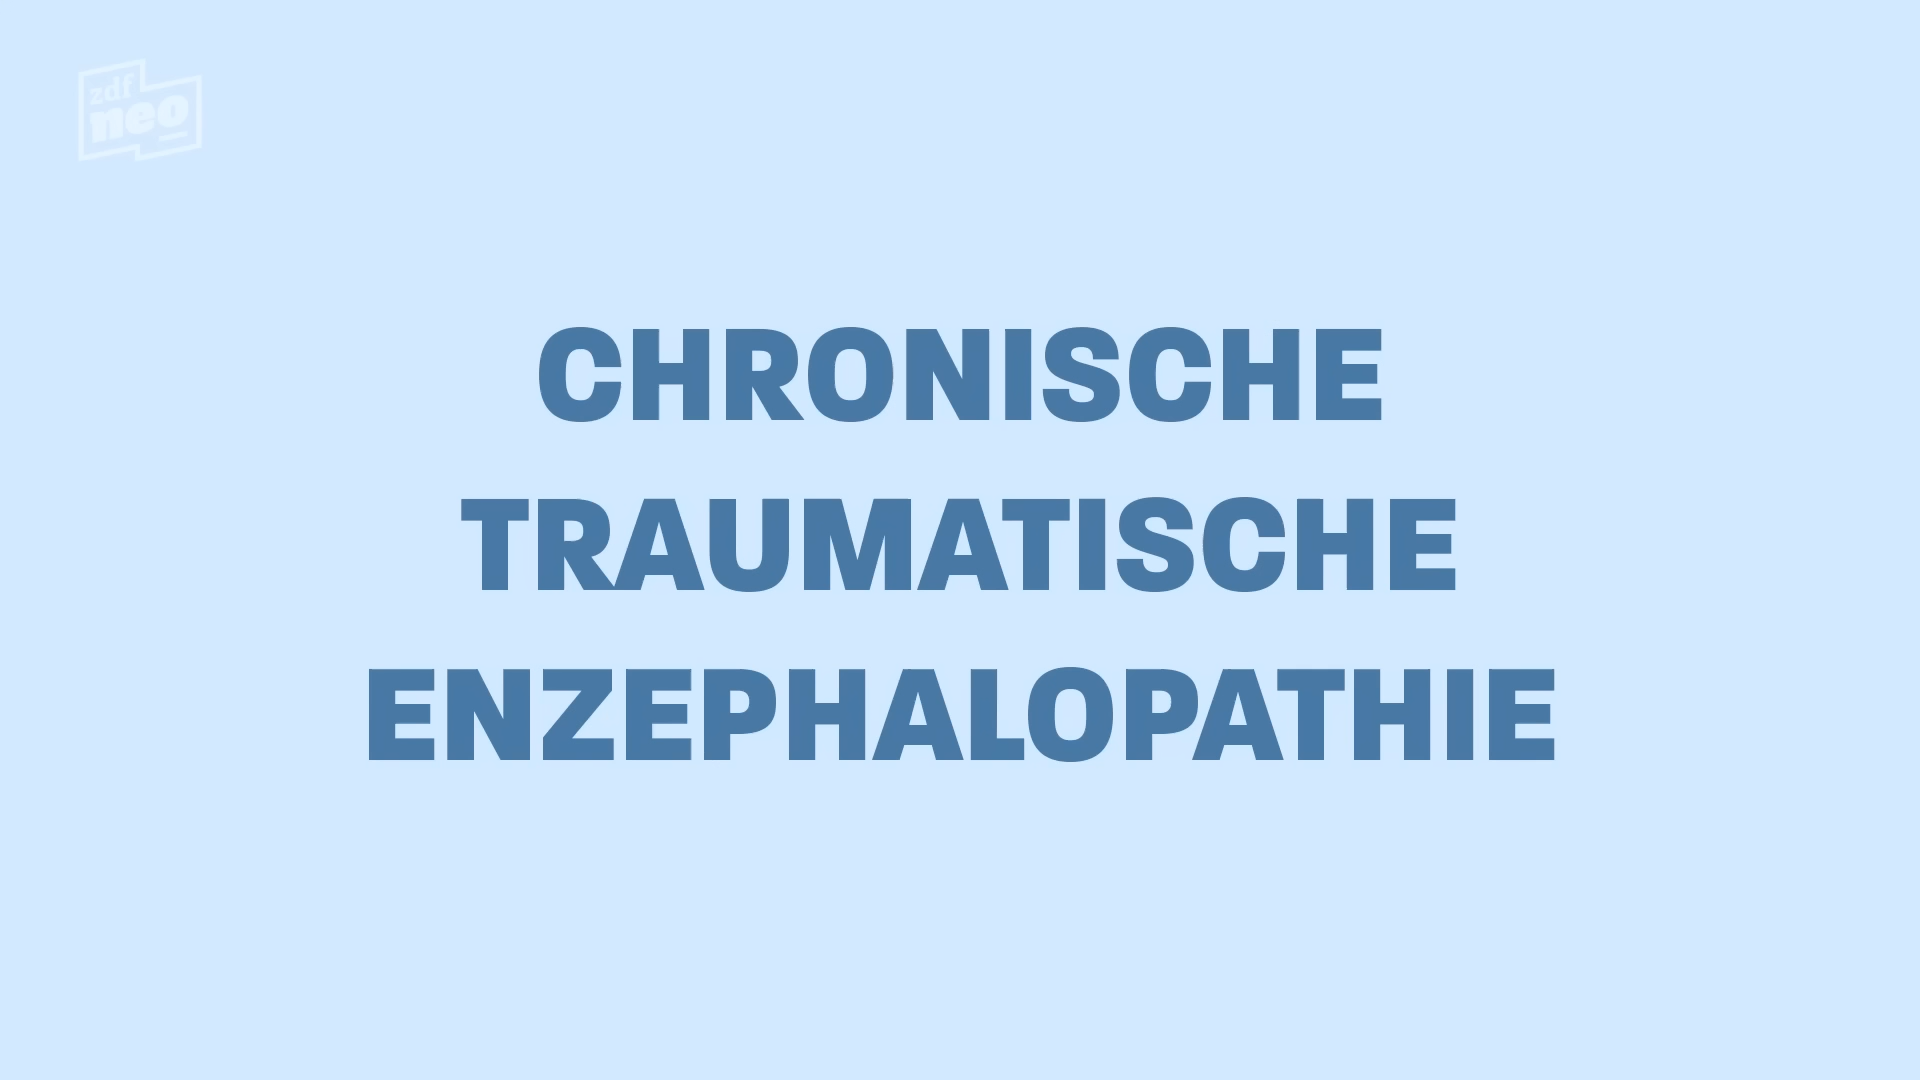 zdf
neo
CHRONISCHE
TRAUMATISCHE
ENZEPHALOPATHIE